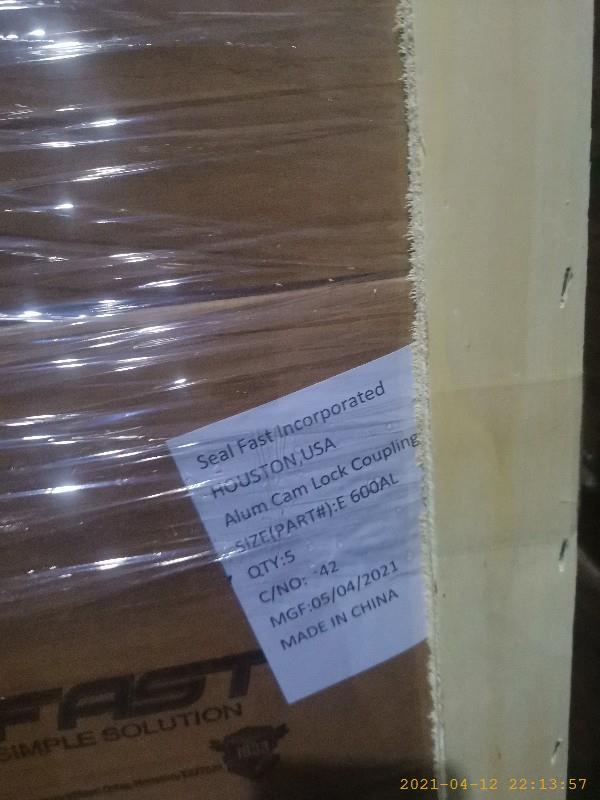 Seal Fast Incorporated
HOUSTON,USA
Alum Cam Lock Coupling
SIZE(PART#):E 600AL
QTY:5
C/NO: 42
MGF:05/04/2021
MADE IN CHINA
FAST
SIMPLE SOLUTION
2021-04-12 22:13:57